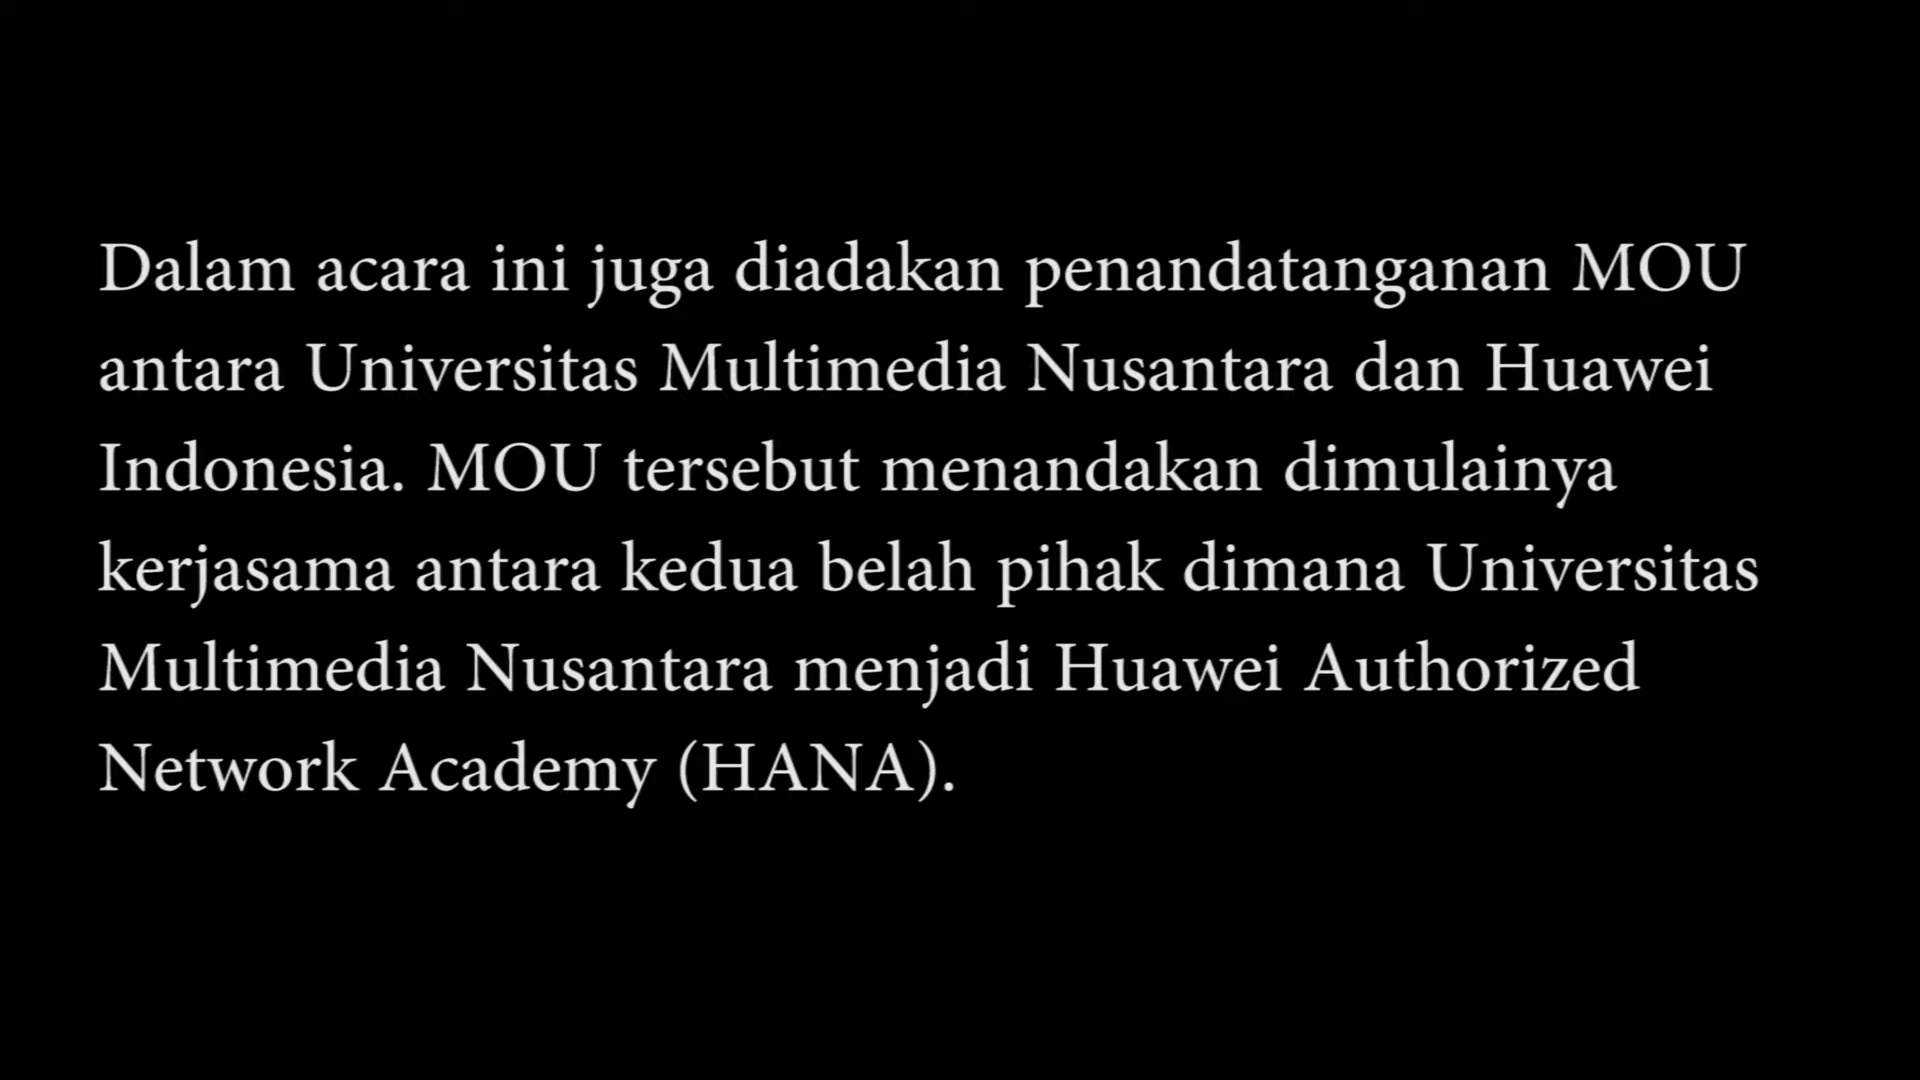 Dalam acara ini juga diadakan penandatanganan MOU
antara Universitas Multimedia Nusantara dan Huawei
Indonesia. MOU tersebut menandakan dimulainya
kerjasama antara kedua belah pihak dimana Universitas
Multimedia Nusantara menjadi Huawei Authorized
Network Academy (HANA).